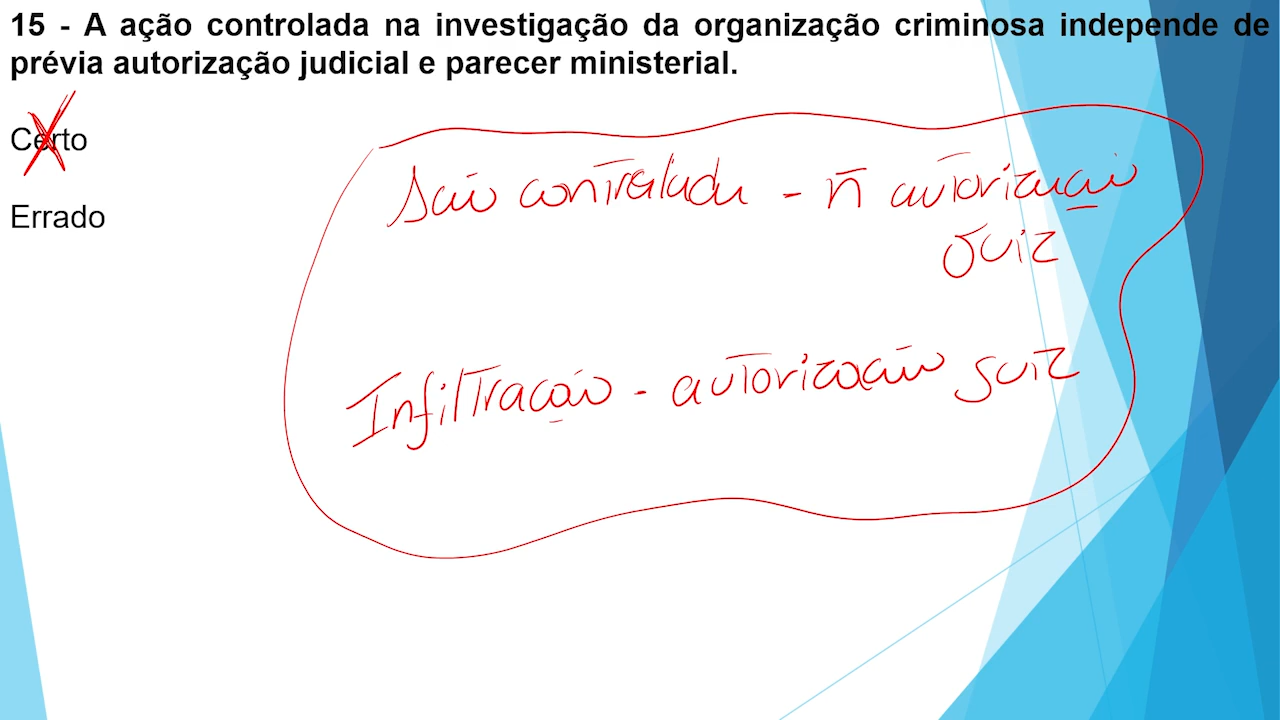 15 - A ação controlada na investigação da organização criminosa independe de
prévia autorização judicial e parecer ministerial.
Certo
Errado
Ação controlada - ñ autorização
Juiz
Infiltração - autorização Juiz